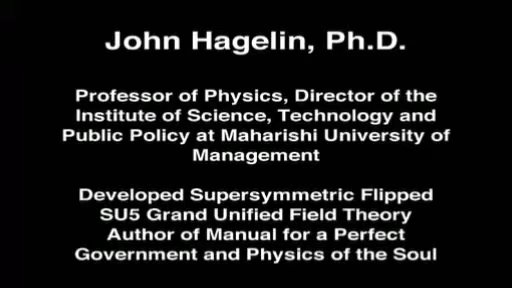 John Hagelin, Ph.D.
Professor of Physics, Director of the
Institute of Science, Technology and
Public Policy at Maharishi University of
Management
Developed Supersymmetric Flipped
SU5 Grand Unified Field Theory
Author of Manual for a Perfect
Government and Physics of the Soul